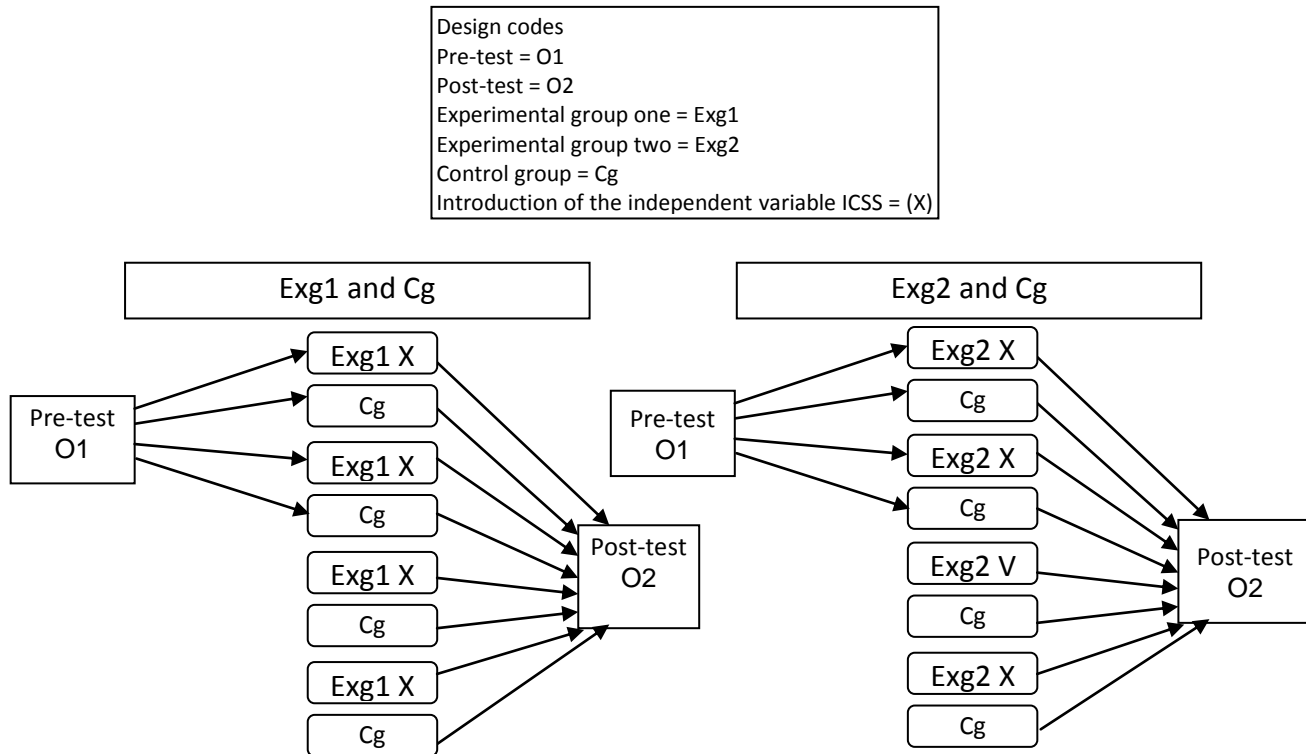 Design codes
Pre-test = O1
Post-test = O2
Experimental group one = Exg1
Experimental group two = Exg2
Control group = Cg
Introduction of the independent variable ICSS = (X)
Exg1 and Cg
Pre-test
O1
Exg1 X
Cg
Exg1 X
Cg
Exg1 X
Cg
Exg1 X
Cg
Post-test
O2
Exg2 and Cg
Pre-test
O1
Exg2 X
Cg
Exg2 X
Cg
Exg2 V
Cg
Exg2 X
Cg
Post-test
O2